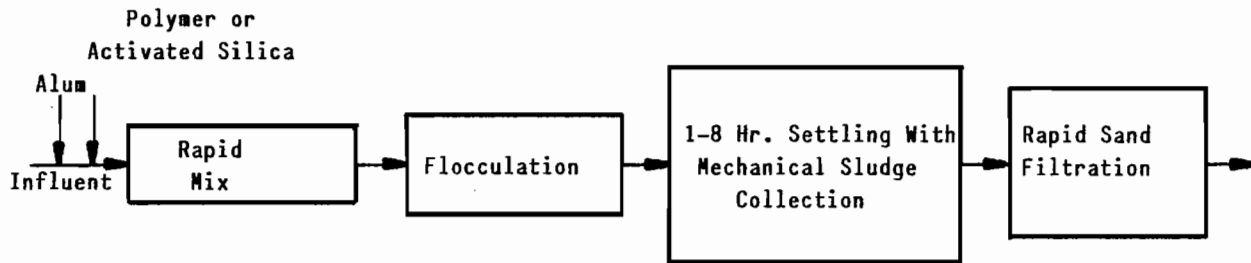 Polymer or
Activated Silica
Alum
Influent
Rapid
Mix
Flocculation
1-8 Hr. Settling With
Mechanical Sludge
Collection
Rapid Sand
Filtration